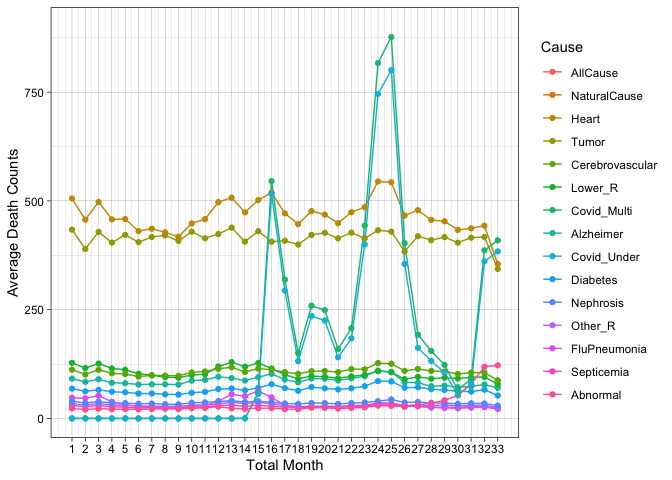 Cause
AllCause
NaturalCause
Heart
Tumor
Cerebrovascular
Lower_R
Covid_Multi
Alzheimer
Covid_Under
Diabetes
Nephrosis
Other_R
FluPneumonia
Septicemia
Abnormal
Average Death Counts
750
500
250
0
1 2 3 4 5 6 7 8 9 10 11 12 13 14 15 16 17 18 19 20 21 22 23 24 25 26 27 28 29 30 31 32 33
Total Month